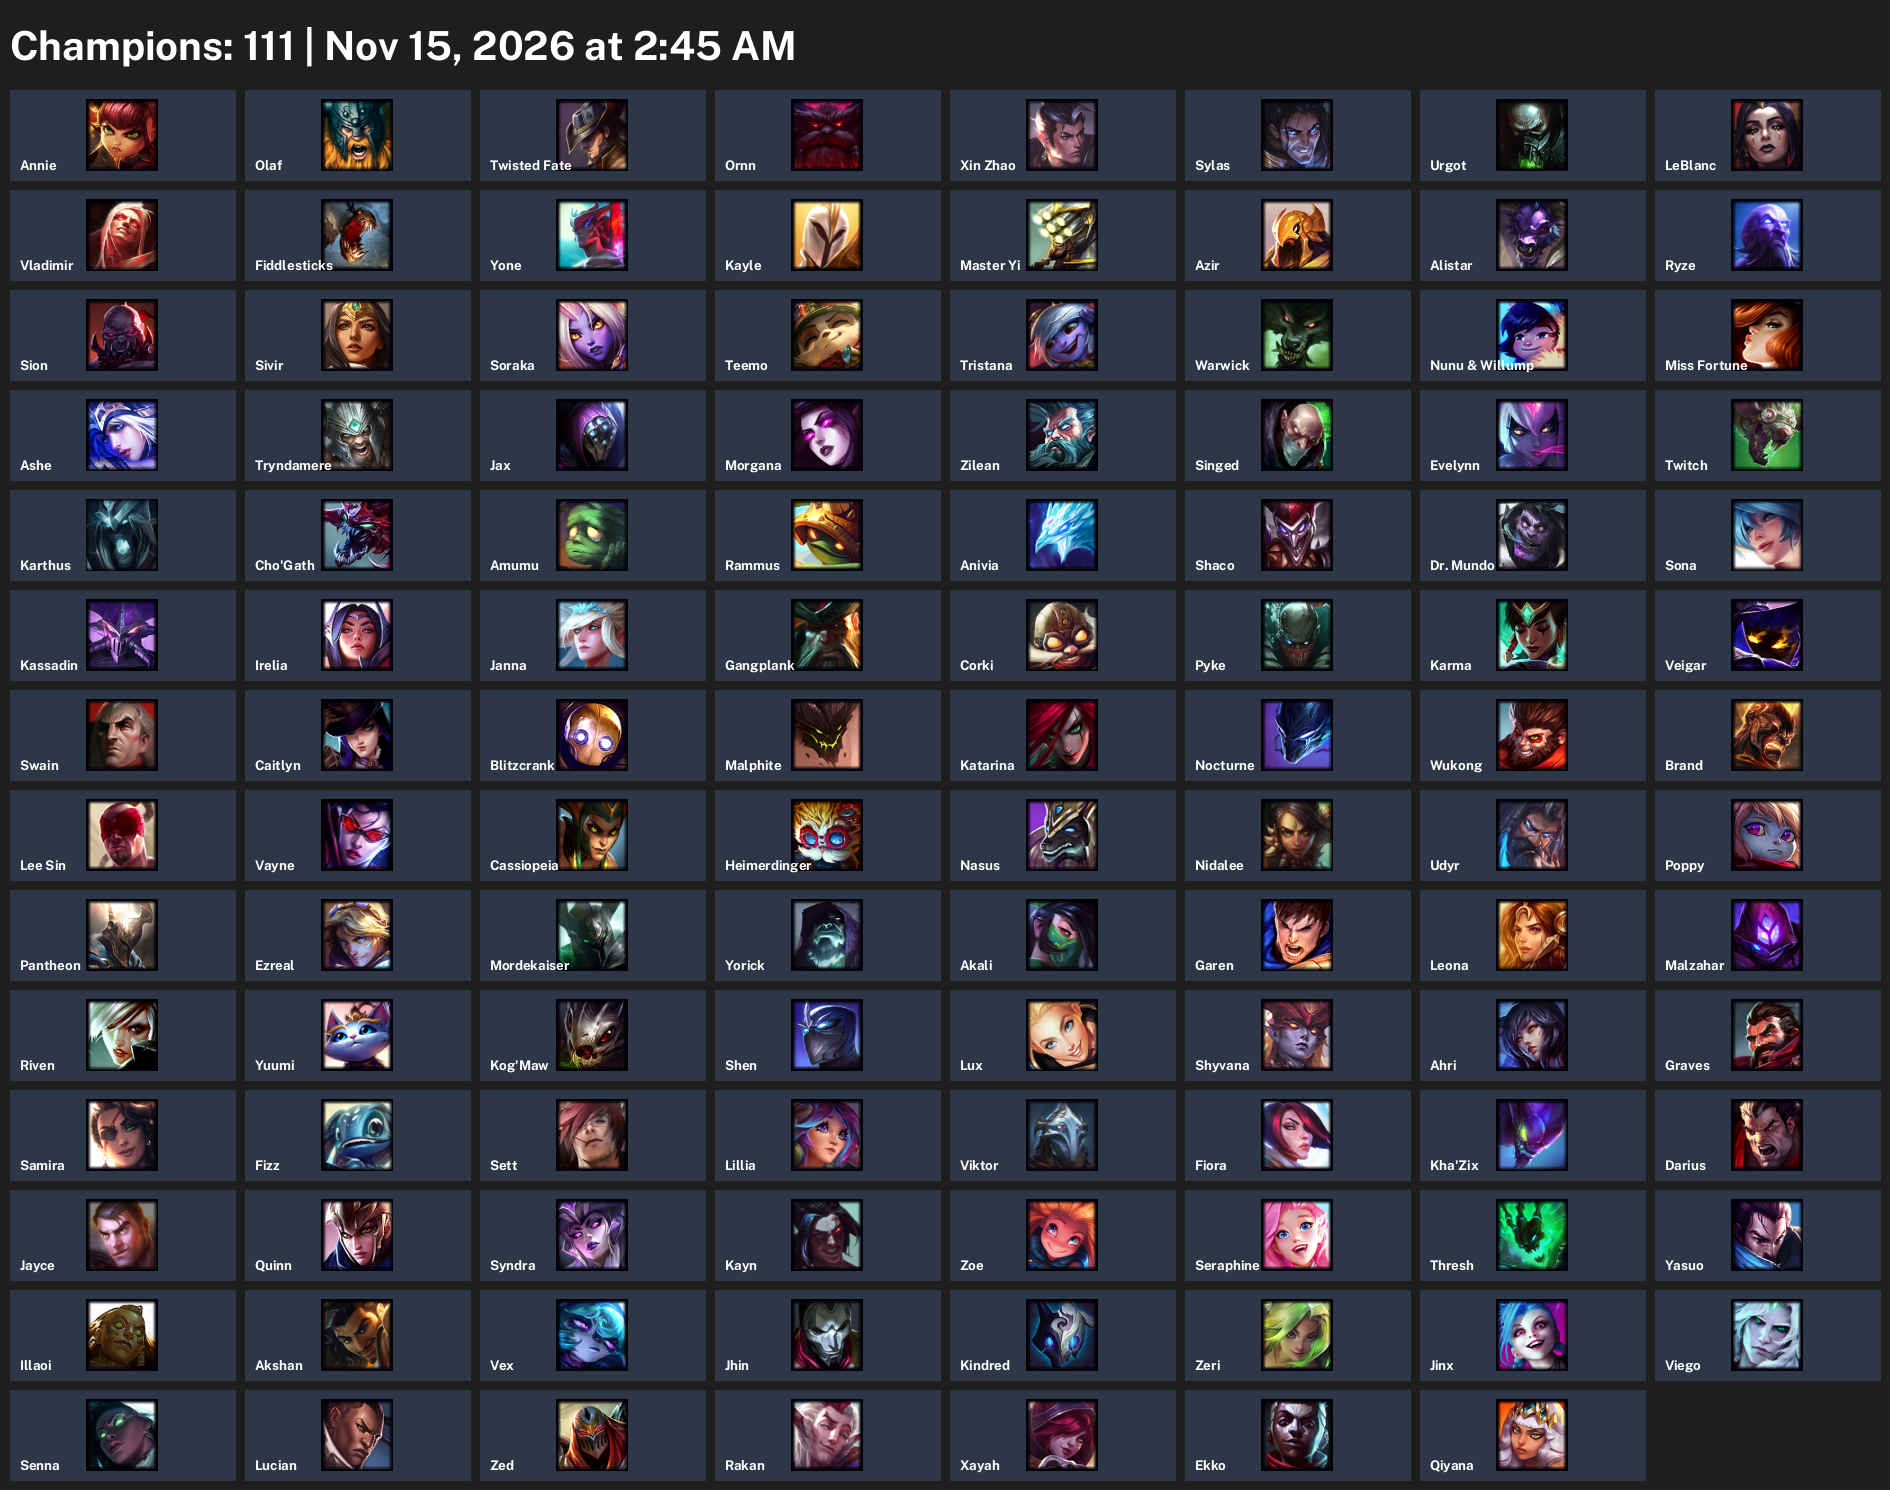 Champions: 111 | Nov 15, 2026 at 2:45 AM
Annie
Olaf
Twisted Fate
Ornn
Xin Zhao
Sylas
Urgot
LeBlanc
Vladimir
Fiddlesticks
Yone
Kayle
Master Yi
Azir
Alistar
Ryze
Sion
Sivir
Soraka
Teemo
Tristana
Warwick
Nunu & Willump
Miss Fortune
Ashe
Tryndamere
Jax
Morgana
Zilean
Singed
Evelynn
Twitch
Karthus
Cho'Gath
Amumu
Rammus
Anivia
Shaco
Dr. Mundo
Sona
Kassadin
Irelia
Janna
Gangplank
Corki
Pyke
Karma
Veigar
Swain
Caitlyn
Blitzcrank
Malphite
Katarina
Nocturne
Wukong
Brand
Lee Sin
Vayne
Cassiopeia
Heimerdinger
Nasus
Nidalee
Udyr
Poppy
Pantheon
Ezreal
Mordekaiser
Yorick
Akali
Garen
Leona
Malzahar
Riven
Yuumi
Kog'Maw
Shen
Lux
Shyvana
Ahri
Graves
Samira
Fizz
Sett
Lillia
Viktor
Fiora
Kha'Zix
Darius
Jayce
Quinn
Syndra
Kayn
Zoe
Seraphine
Thresh
Yasuo
Illaoi
Akshan
Vex
Jhin
Kindred
Zeri
Jinx
Viego
Senna
Lucian
Zed
Rakan
Xayah
Ekko
Qiyana